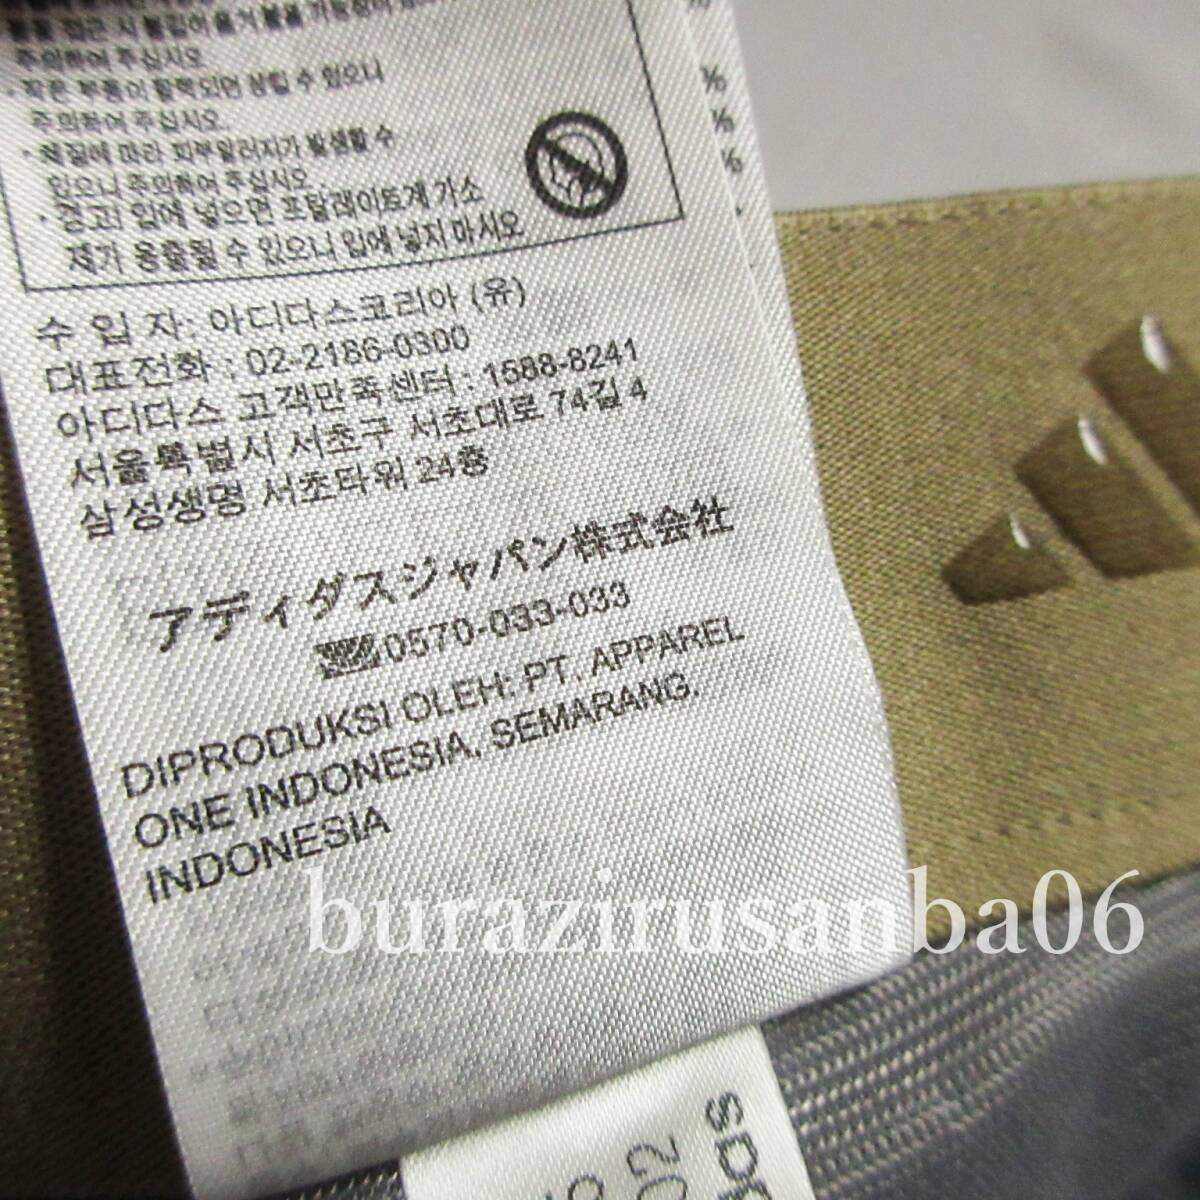 주의하여 주십시오
· 작은 부품이 함락되면 삼킬 수 있으니
주의하여 주십시오.
· 체질에 따라 피부알러지가 발생할 수
있으니 주의하여 주십시오.
· 경고! 입에 넣으면 프탈레이트계 가소
제가 용출될 수 있으니 입에 넣지 마시오
%
%
%
수 입 자: 아디다스코리아 (유)
대표전화 : 02-2186-0300
아디다스 고객만족센터 : 1588-8241
서울특별시 서초구 서초대로 74길 4
삼성생명 서초타워 24층
アディダスジャパン株式会社
0570-033-033
DIPRODUKSI OLEH: PT. APPAREL
ONE INDONESIA, SEMARANG.
INDONESIA
burazirusanba06
02
das